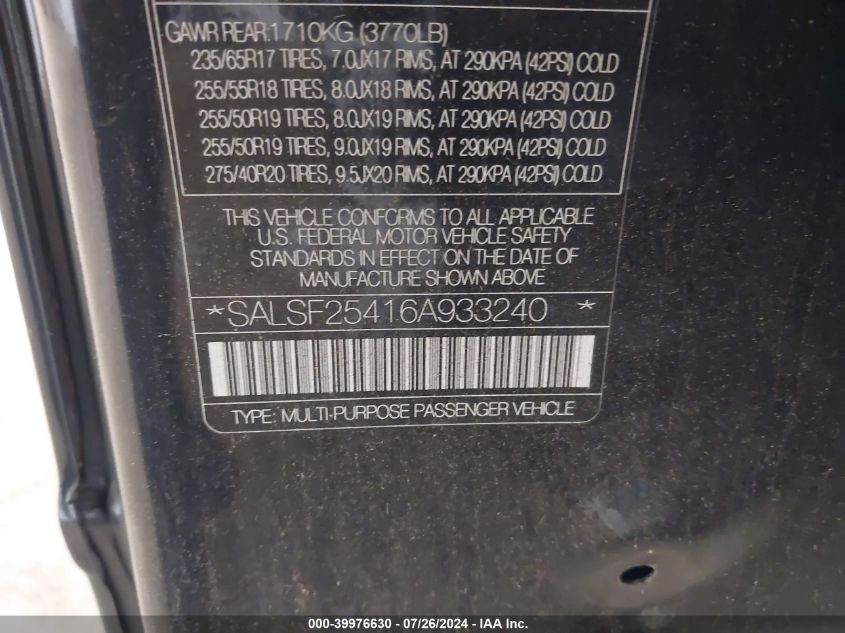 GAWR REAR:1710KG (3770LB)
235/65R17 TIRES, 7.0JX17 RIMS, AT 290KPA (42PSI) COLD
255/55R18 TIRES, 8.0JX18 RIMS, AT 290KPA (42PSI) COLD
255/50R19 TIRES, 8.0JX19 RIMS, AT 290KPA (42PSI) COLD
255/50R19 TIRES, 9.0JX19 RIMS, AT 290KPA (42PSI) COLD
275/40R20 TIRES, 9.5JX20 RIMS, AT 290KPA (42PSI) COLD
THIS VEHICLE CONFORMS TO ALL APPLICABLE
U.S. FEDERAL MOTOR VEHICLE SAFETY
STANDARDS IN EFFECT ON THE DATE OF
MANUFACTURE SHOWN ABOVE
*SALSF25416A933240 *
TYPE: MULTI-PURPOSE PASSENGER VEHICLE
000-39976630 - 07/26/2024 - IAA Inc.